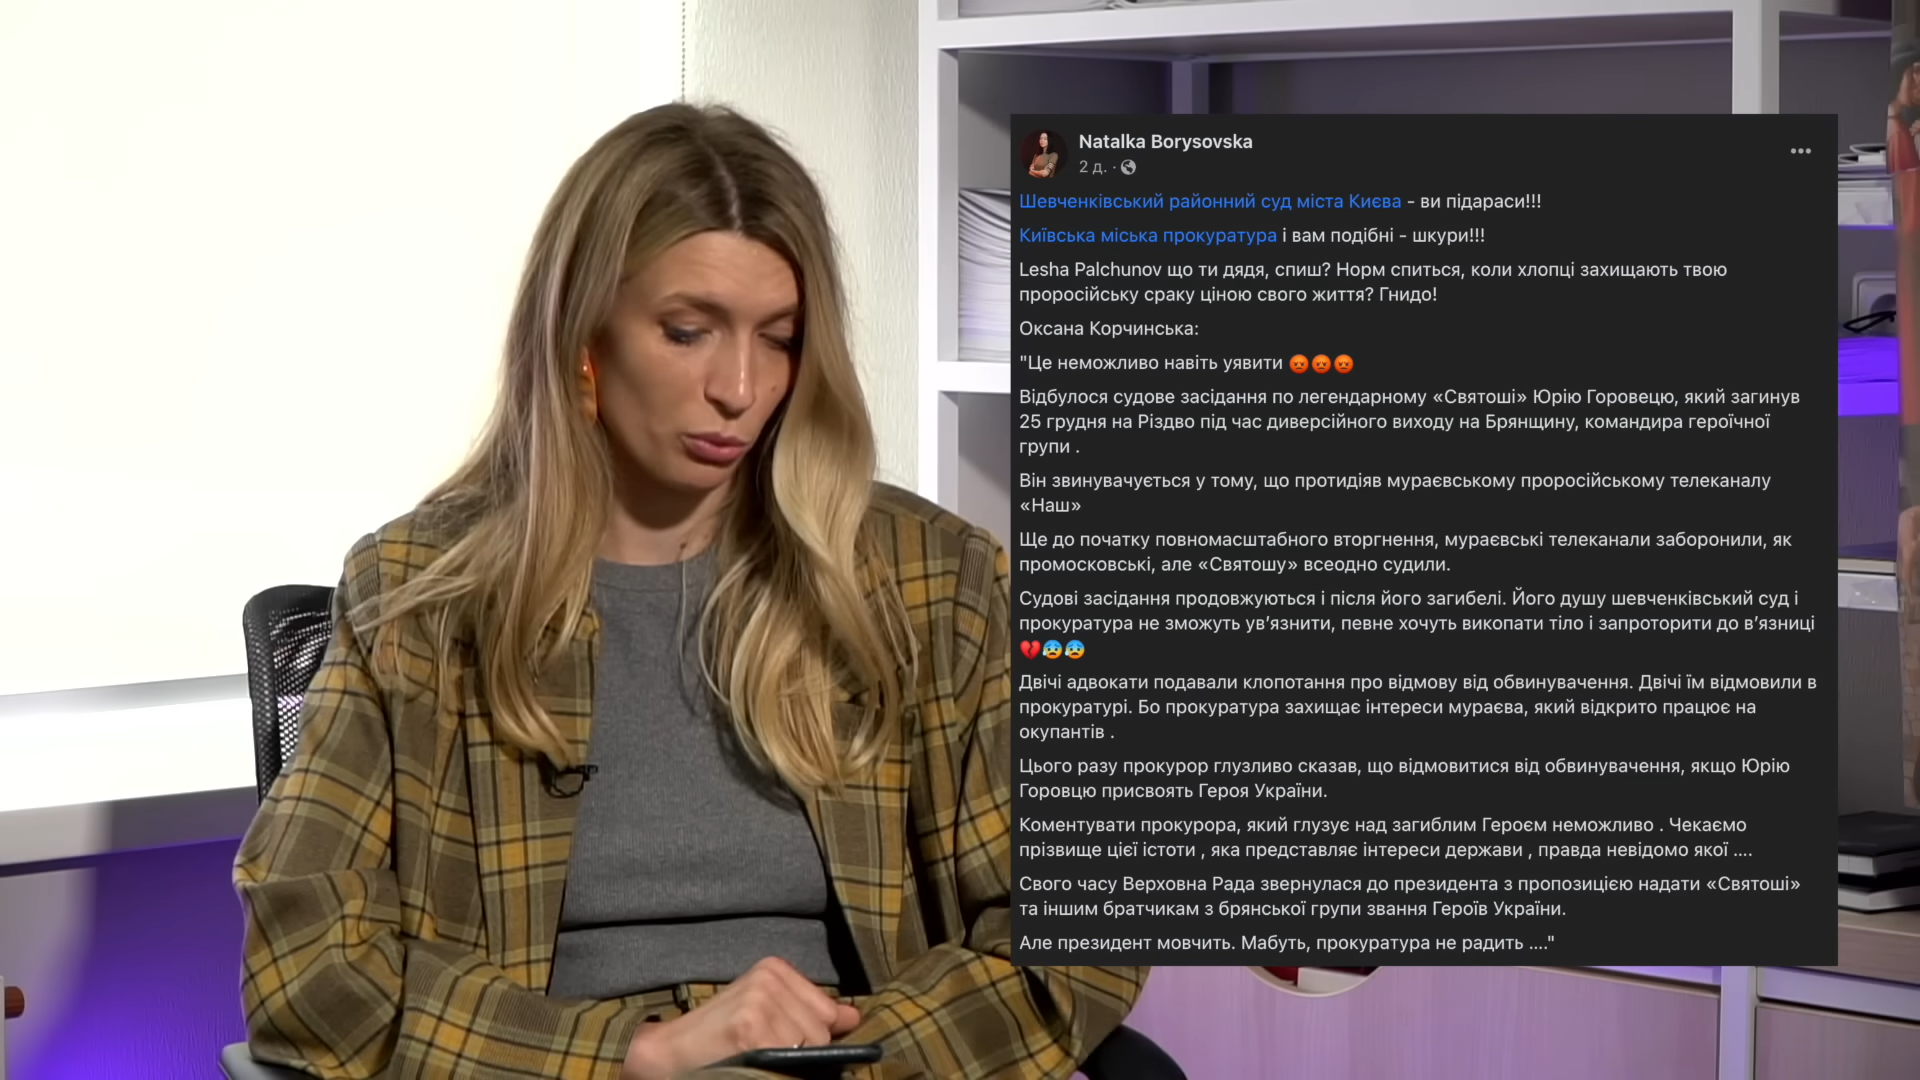 Natalka Borysovska
2 д. ·
Шевченківський районний суд міста Києва - ви підараси!!!
Київська міська прокуратура і вам подібні - шкури!!!
Lesha Palchunov що ти дядя, спиш? Норм спиться, коли хлопці захищають твою
проросійську сраку ціною свого життя? Гнидо!
Оксана Корчинська:
"Це неможливо навіть уявити 😡😡😡
Відбулося судове засідання по легендарному «Святоші» Юрію Горовецю, який загинув
25 грудня на Різдво під час диверсійного виходу на Брянщину, командира героїчної
групи .
Він звинувачується у тому, що протидіяв мураєвському проросійському телеканалу
«Наш»
Ще до початку повномасштабного вторгнення, мураєвські телеканали заборонили, як
промосковські, але «Святошу» всеодно судили.
Судові засідання продовжуються і після його загибелі. Його душу шевченківський суд і
прокуратура не зможуть ув’язнити, певне хочуть викопати тіло і запроторити до в’язниці
💔😰😰
Двічі адвокати подавали клопотання про відмову від обвинувачення. Двічі їм відмовили в
прокуратурі. Бо прокуратура захищає інтереси мураєва, який відкрито працює на
окупантів .
Цього разу прокурор глузливо сказав, що відмовитися від обвинувачення, якщо Юрію
Горовцю присвоять Героя України.
Коментувати прокурора, який глузує над загиблим Героєм неможливо . Чекаємо
прізвище цієї істоти , яка представляє інтереси держави , правда невідомо якої ....
Свого часу Верховна Рада звернулася до президента з пропозицією надати «Святоші»
та іншим братчикам з брянської групи звання Героїв України.
Але президент мовчить. Мабуть, прокуратура не радить ...."